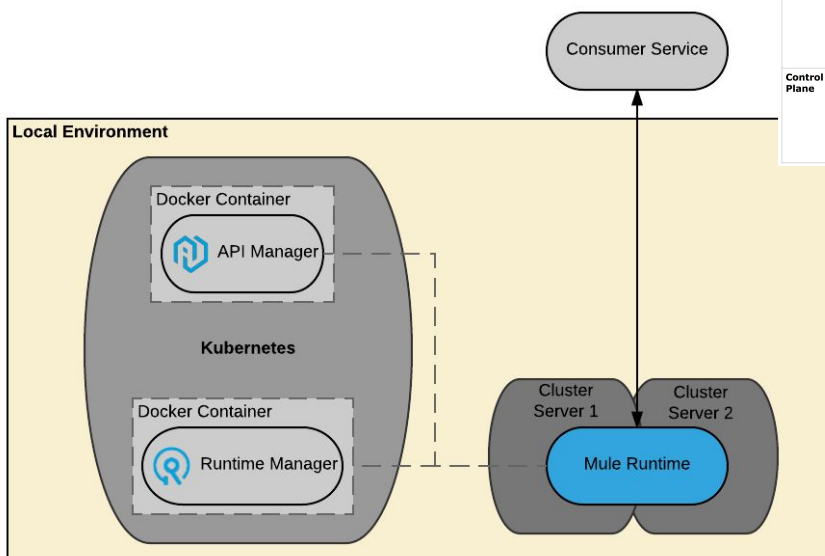 Consumer Service
Control
Plane
Local Environment
Docker Container
API Manager
Kubernetes
Docker Container
Runtime Manager
Cluster
Server 1
Cluster
Server 2
Mule Runtime